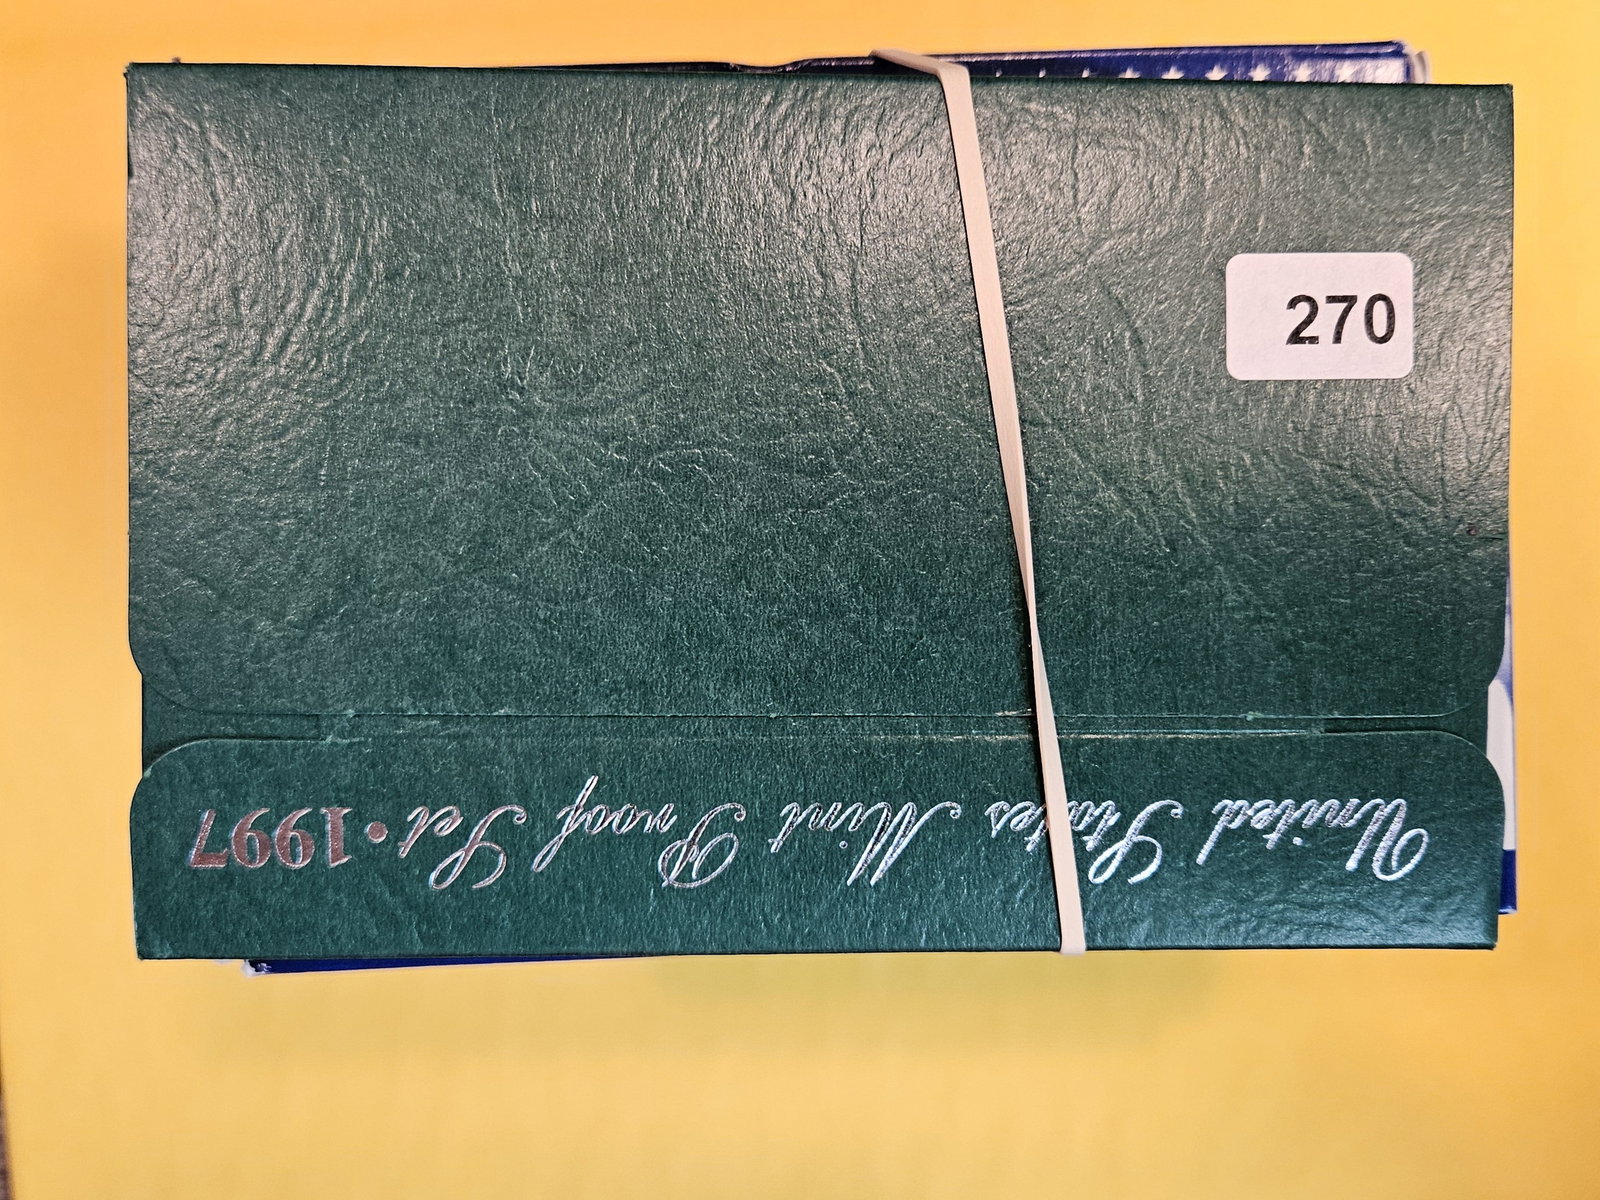 270
United States Mint Proof Set • 1997